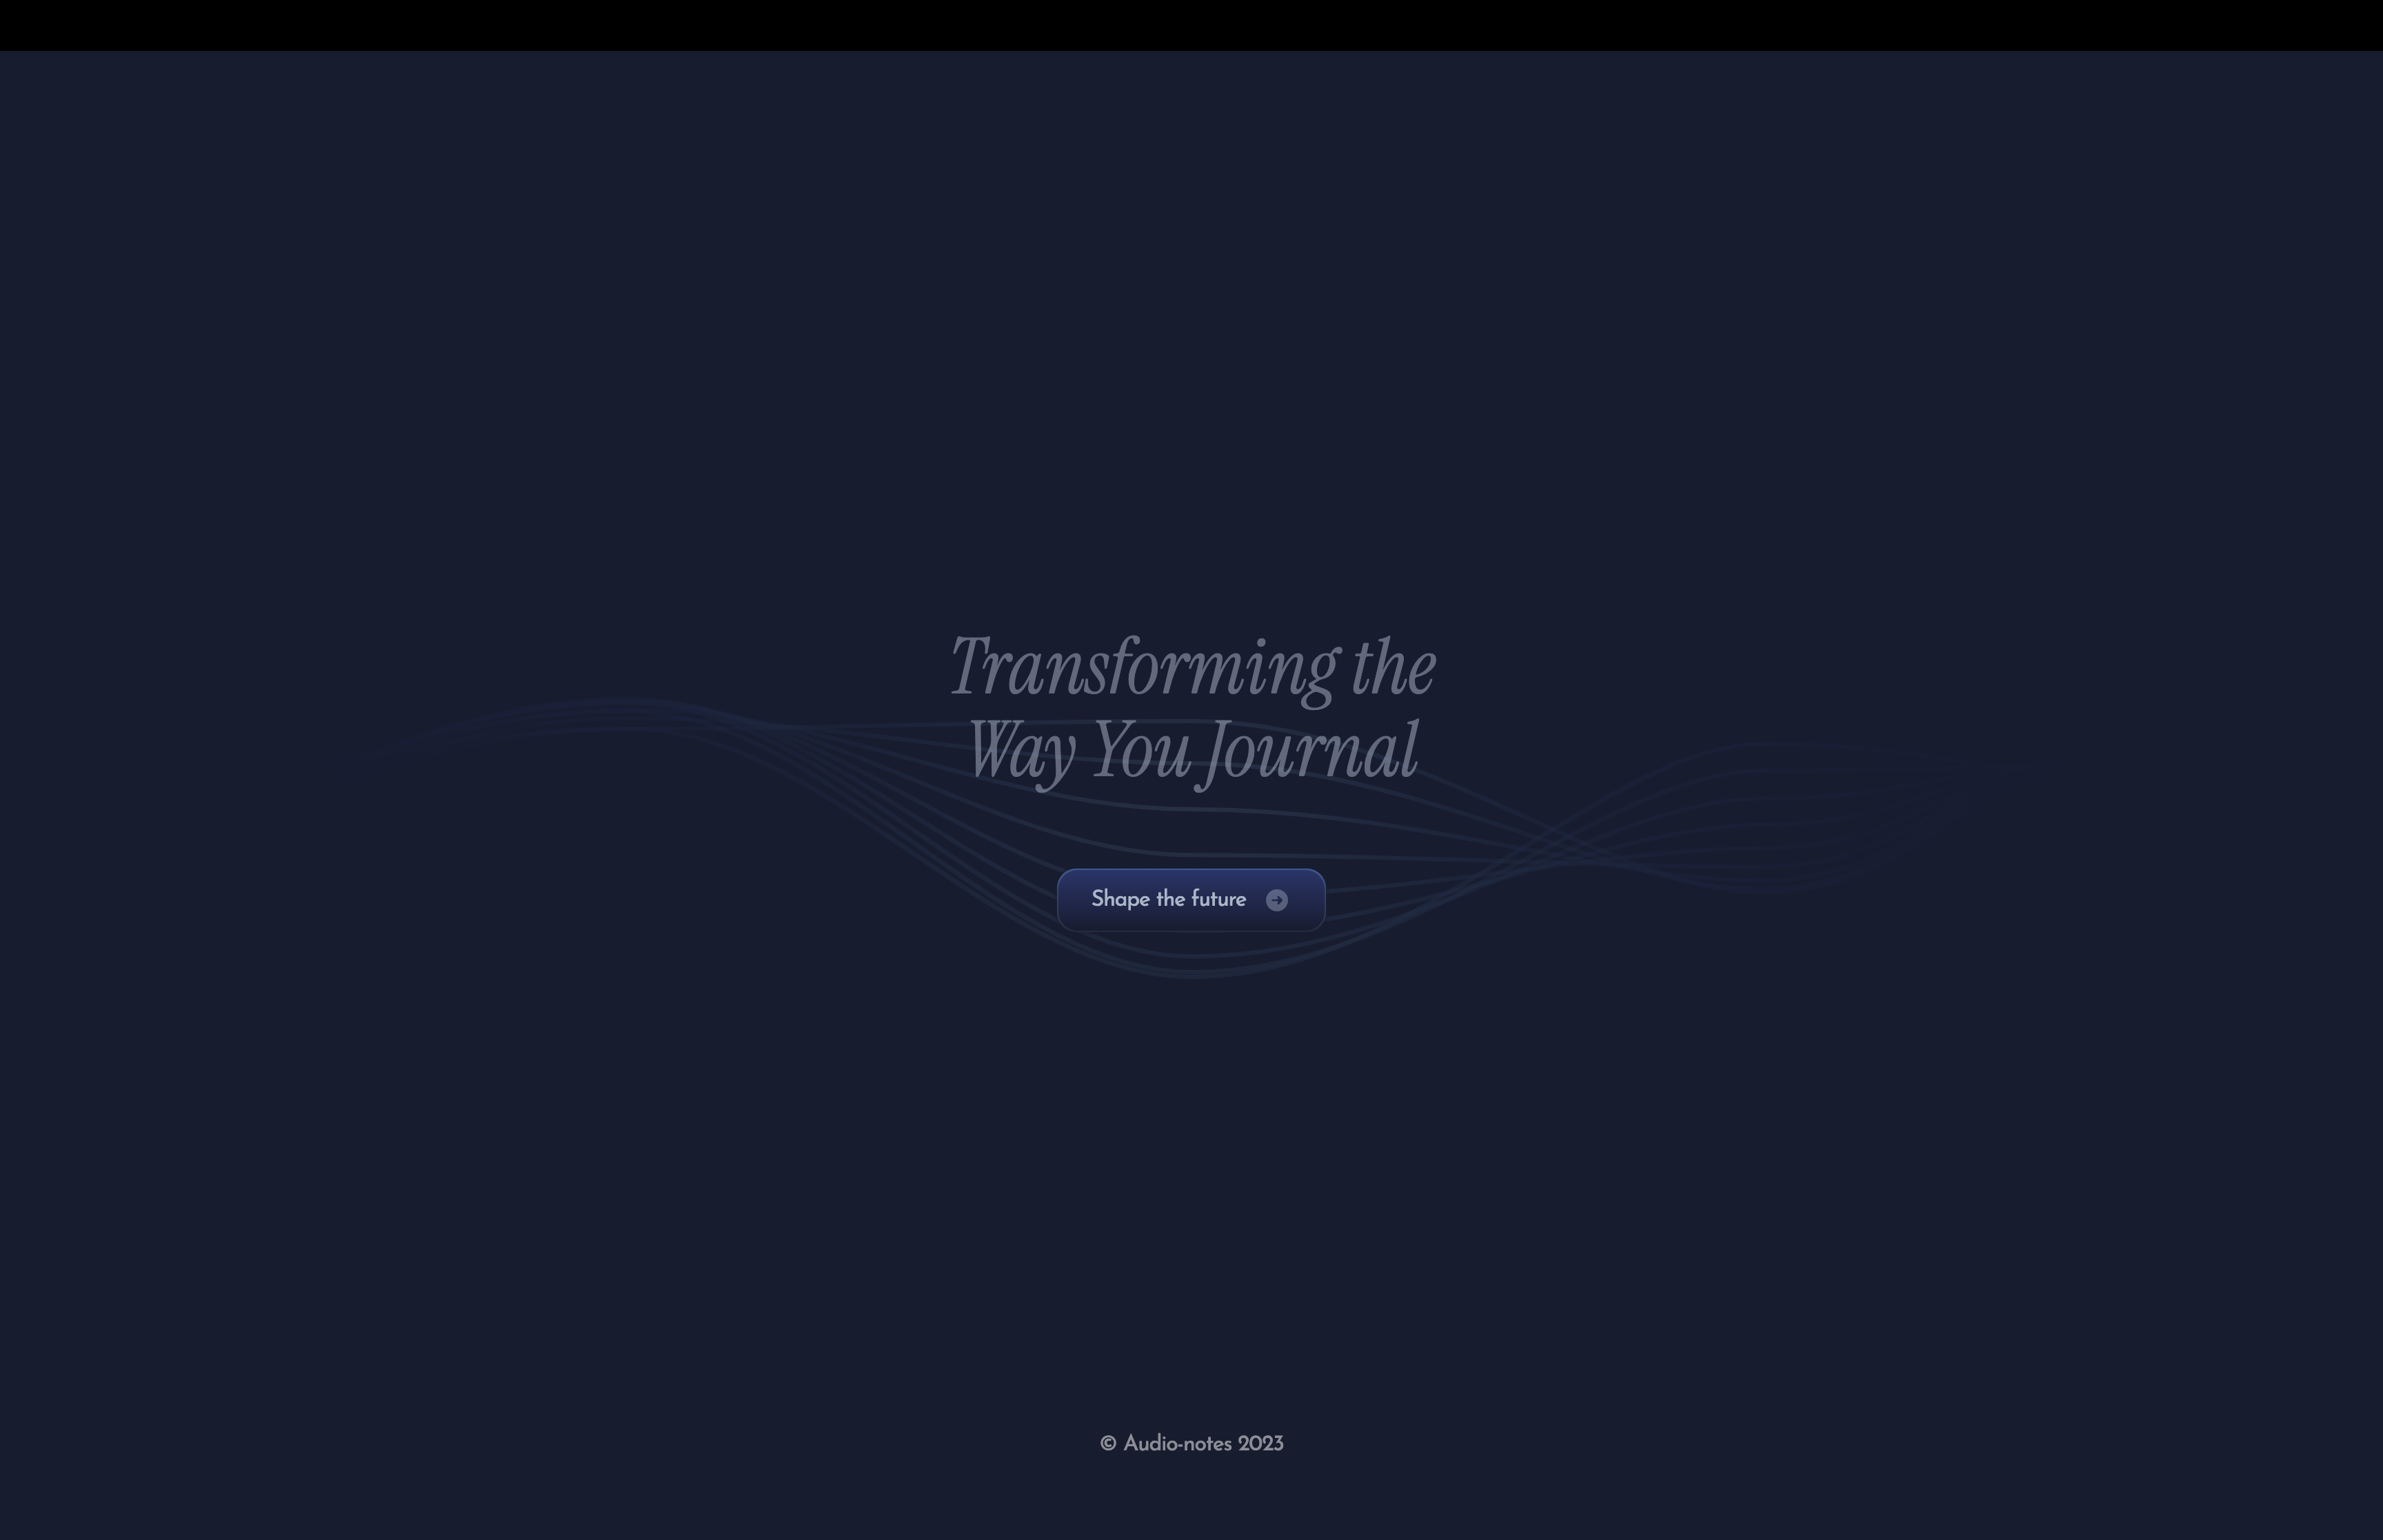 Transforming the
Way You Journal
Shape the future
© Audio-notes 2023